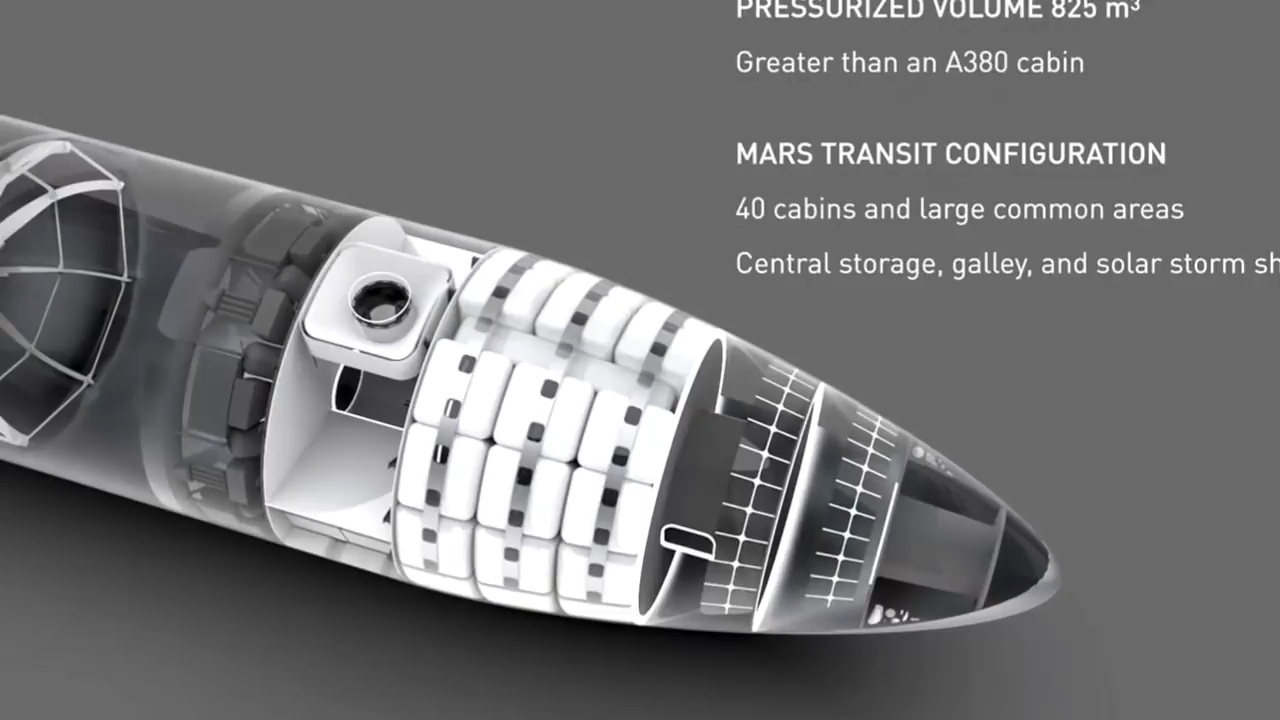 PRESSURIZED VOLUME 825 m³
Greater than an A380 cabin
MARS TRANSIT CONFIGURATION
40 cabins and large common areas
Central storage, galley, and solar storm